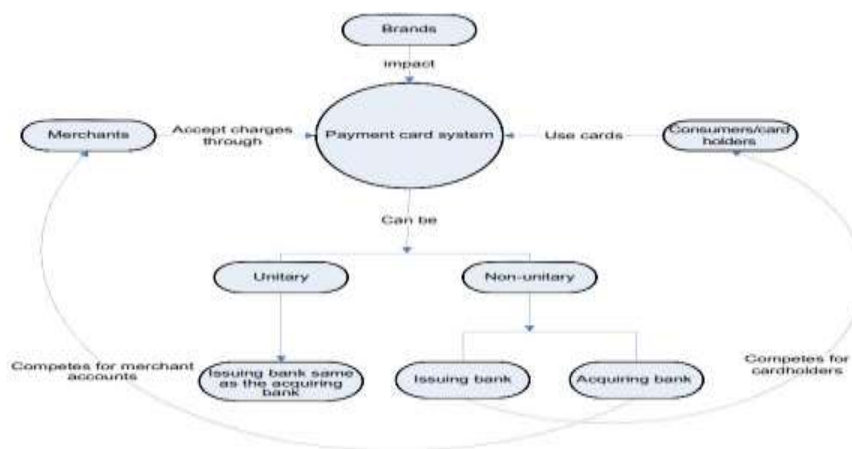 Brands
impact
Merchants
Accept charges
through
Payment card system
Use cards
Consumers/card
holders
Can be
Unitary
Non-unitary
Competes for merchant
accounts
Issuing bank same
as the acquiring
bank
Issuing bank
Acquiring bank
Competes for
cardholders